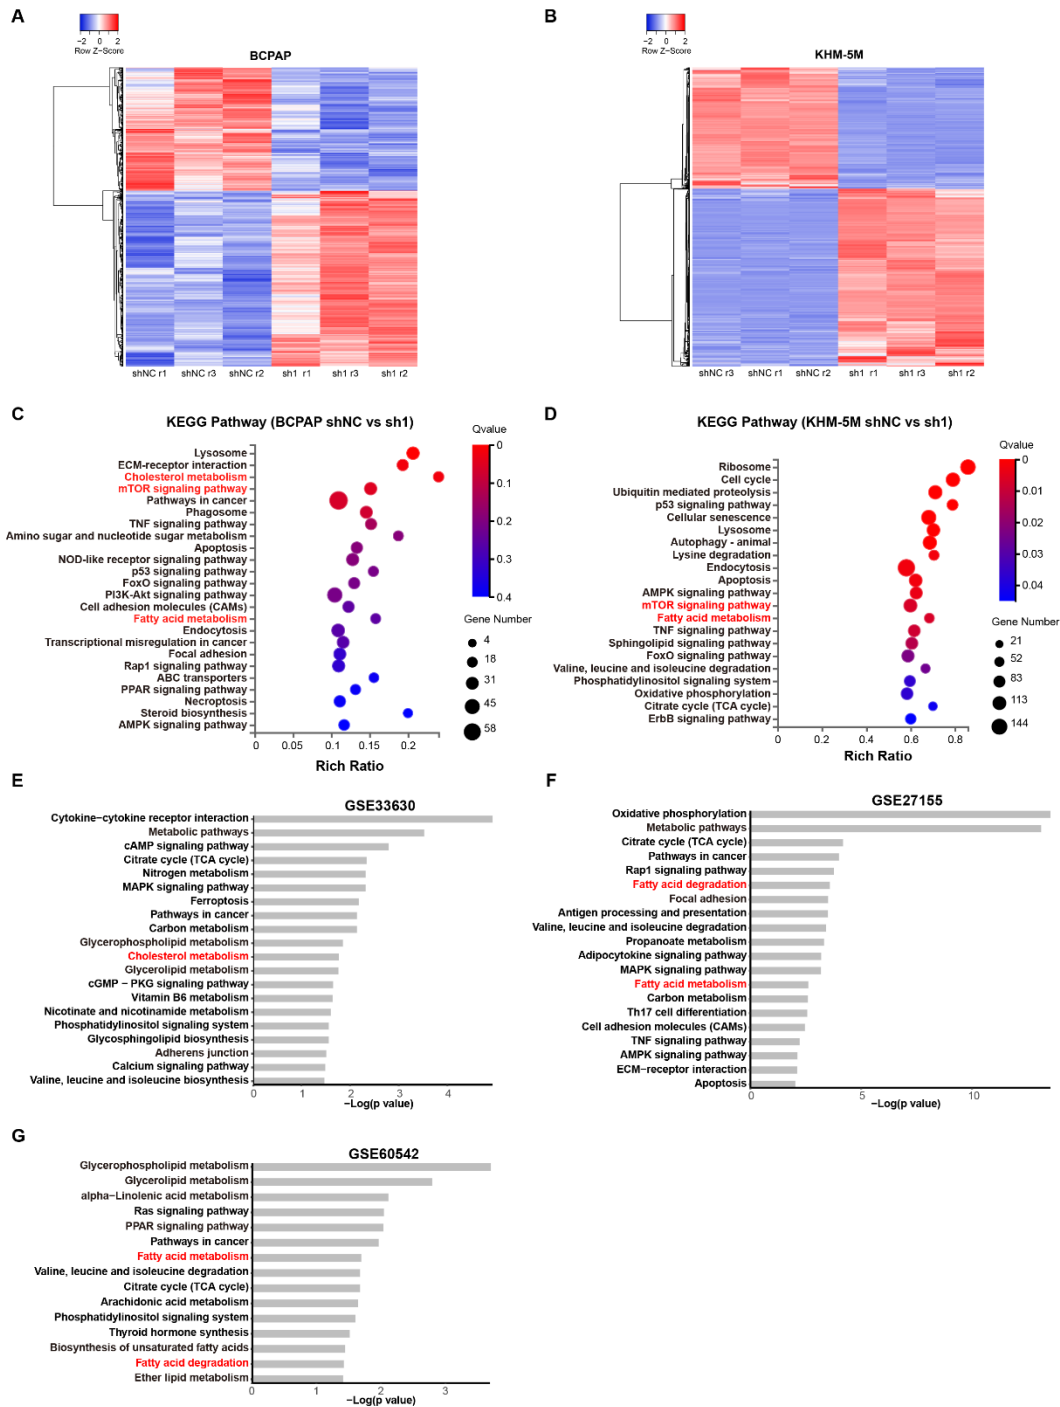 A
−2 0 2
Row Z−Score
BCPAP
shNC r1 shNC r3 shNC r2 sh1 r1 sh1 r3 sh1 r2
B
−2 0 2
Row Z−Score
KHM-5M
shNC r3 shNC r1 shNC r2 sh1 r1 sh1 r3 sh1 r2
C
KEGG Pathway (BCPAP shNC vs sh1)
Lysosome
ECM-receptor interaction
Cholesterol metabolism
mTOR signaling pathway
Pathways in cancer
Phagosome
TNF signaling pathway
Amino sugar and nucleotide sugar metabolism
Apoptosis
NOD-like receptor signaling pathway
p53 signaling pathway
FoxO signaling pathway
PI3K-Akt signaling pathway
Cell adhesion molecules (CAMs)
Fatty acid metabolism
Endocytosis
Transcriptional misregulation in cancer
Focal adhesion
Rap1 signaling pathway
ABC transporters
PPAR signaling pathway
Necroptosis
Steroid biosynthesis
AMPK signaling pathway
0 0.05 0.1 0.15 0.2
Rich Ratio
Qvalue
0
0.1
0.2
0.3
0.4
Gene Number
4
18
31
45
58
D
KEGG Pathway (KHM-5M shNC vs sh1)
Ribosome
Cell cycle
Ubiquitin mediated proteolysis
p53 signaling pathway
Cellular senescence
Lysosome
Autophagy - animal
Lysine degradation
Endocytosis
Apoptosis
AMPK signaling pathway
mTOR signaling pathway
Fatty acid metabolism
TNF signaling pathway
Sphingolipid signaling pathway
FoxO signaling pathway
Valine, leucine and isoleucine degradation
Phosphatidylinositol signaling system
Oxidative phosphorylation
Citrate cycle (TCA cycle)
ErbB signaling pathway
0 0.2 0.4 0.6 0.8
Rich Ratio
Qvalue
0
0.01
0.02
0.03
0.04
Gene Number
21
52
83
113
144
E
GSE33630
Cytokine−cytokine receptor interaction
Metabolic pathways
cAMP signaling pathway
Citrate cycle (TCA cycle)
Nitrogen metabolism
MAPK signaling pathway
Ferroptosis
Pathways in cancer
Carbon metabolism
Glycerophospholipid metabolism
Cholesterol metabolism
Glycerolipid metabolism
cGMP − PKG signaling pathway
Vitamin B6 metabolism
Nicotinate and nicotinamide metabolism
Phosphatidylinositol signaling system
Glycosphingolipid biosynthesis
Adherens junction
Calcium signaling pathway
Valine, leucine and isoleucine biosynthesis
0 1 2 3 4
−Log(p value)
F
GSE27155
Oxidative phosphorylation
Metabolic pathways
Citrate cycle (TCA cycle)
Pathways in cancer
Rap1 signaling pathway
Fatty acid degradation
Focal adhesion
Antigen processing and presentation
Valine, leucine and isoleucine degradation
Propanoate metabolism
Adipocytokine signaling pathway
MAPK signaling pathway
Fatty acid metabolism
Carbon metabolism
Th17 cell differentiation
Cell adhesion molecules (CAMs)
TNF signaling pathway
AMPK signaling pathway
ECM−receptor interaction
Apoptosis
0 5 10
−Log(p value)
G
GSE60542
Glycerophospholipid metabolism
Glycerolipid metabolism
alpha−Linolenic acid metabolism
Ras signaling pathway
PPAR signaling pathway
Pathways in cancer
Fatty acid metabolism
Valine, leucine and isoleucine degradation
Citrate cycle (TCA cycle)
Arachidonic acid metabolism
Phosphatidylinositol signaling system
Thyroid hormone synthesis
Biosynthesis of unsaturated fatty acids
Fatty acid degradation
Ether lipid metabolism
0 1 2 3
−Log(p value)